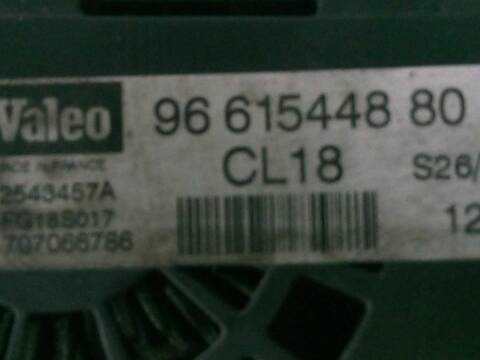 Valeo
96 615448 80
CL18
S26/
2543457A
FG18S017
707066786
12